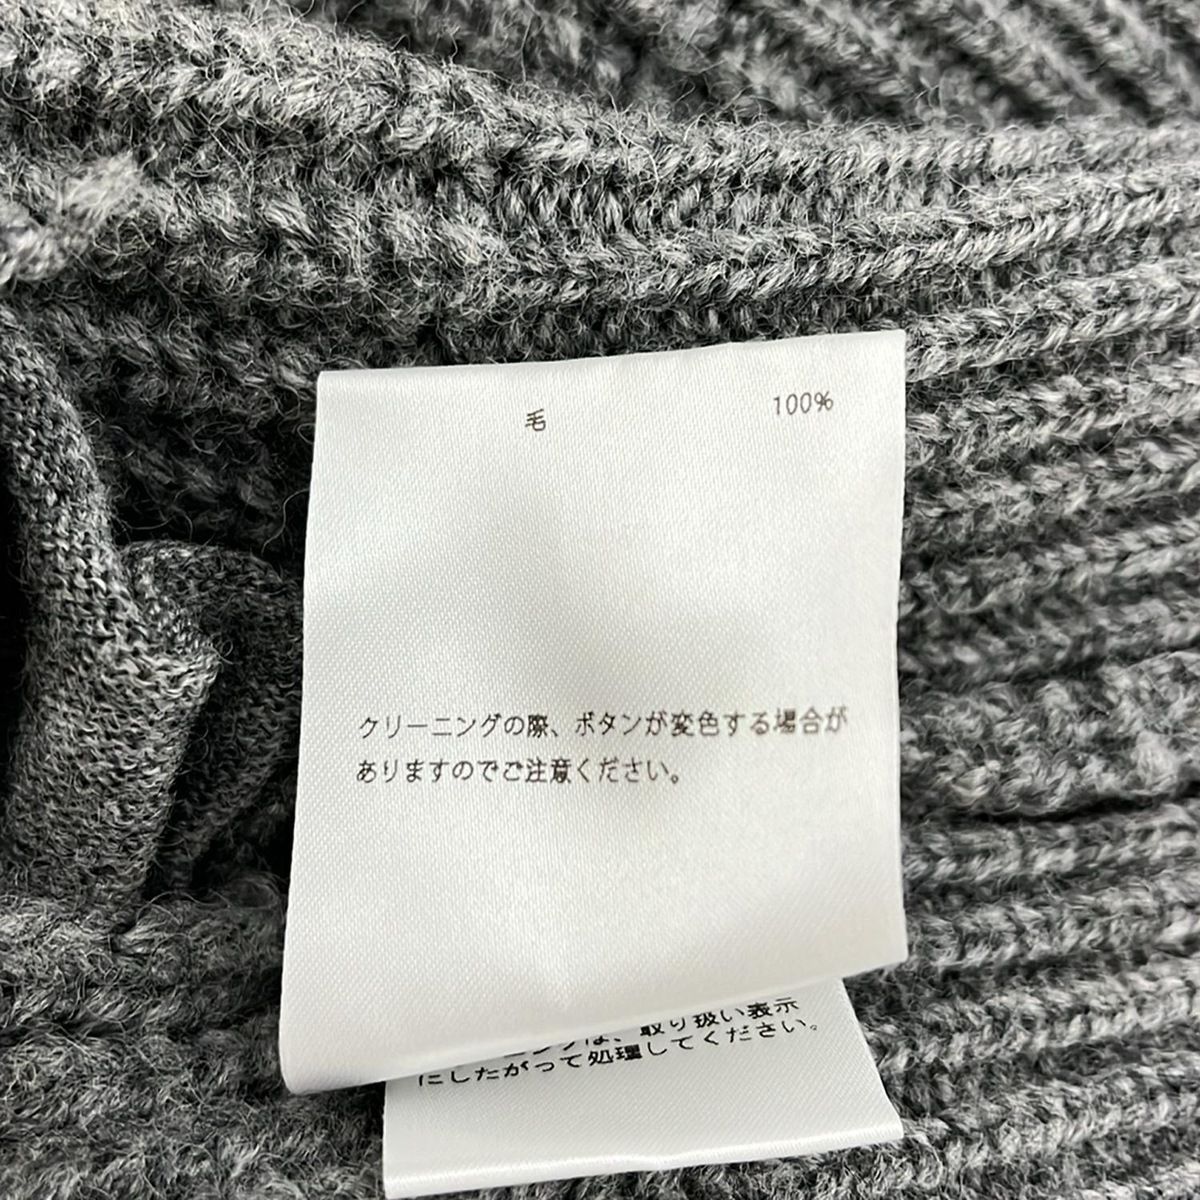 毛 100%
クリーニングの際、ボタンが変色する場合が
ありますのでご注意ください。
は、取り扱い表示
にしたがって処理してください。